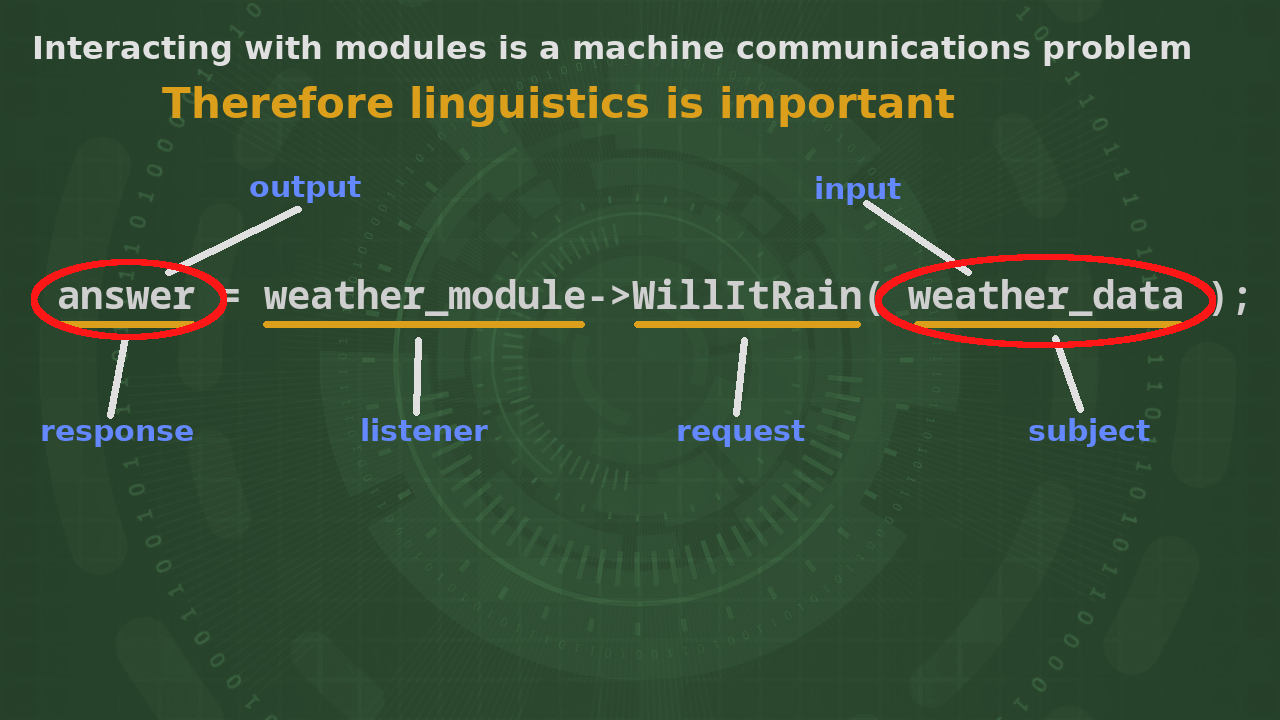 Interacting with modules is a machine communications problem
Therefore linguistics is important
output input
answer = weather_module->WillItRain( weather_data );
response listener request subject